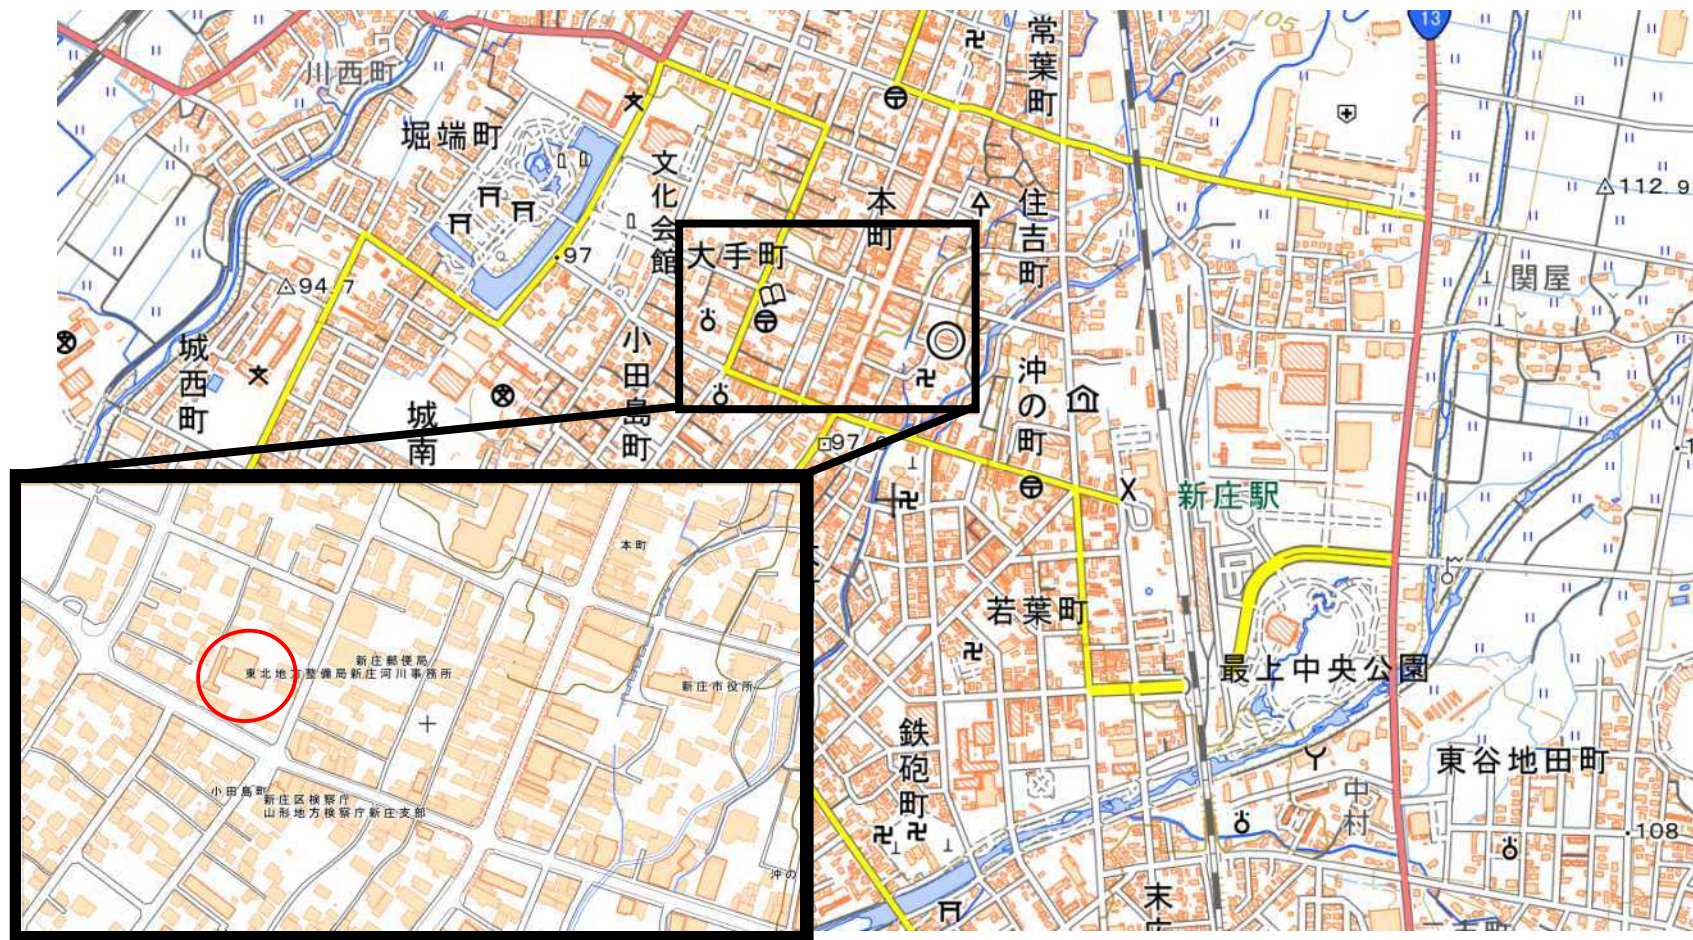 13
105
常葉町
川西町
堀端町
文化会館
本町
住吉町
112.9
大手町
97
94.7
関屋
城西町
小田島町
沖の町
城南
97.
新庄駅
本町
若葉町
新庄郵便局
東北地方整備局新庄河川事務所
新庄市役所
最上中央公園
鉄砲町
東谷地田町
小田島町
新庄区検察庁
山形地方検察庁新庄支部
中村
108
沖の
末